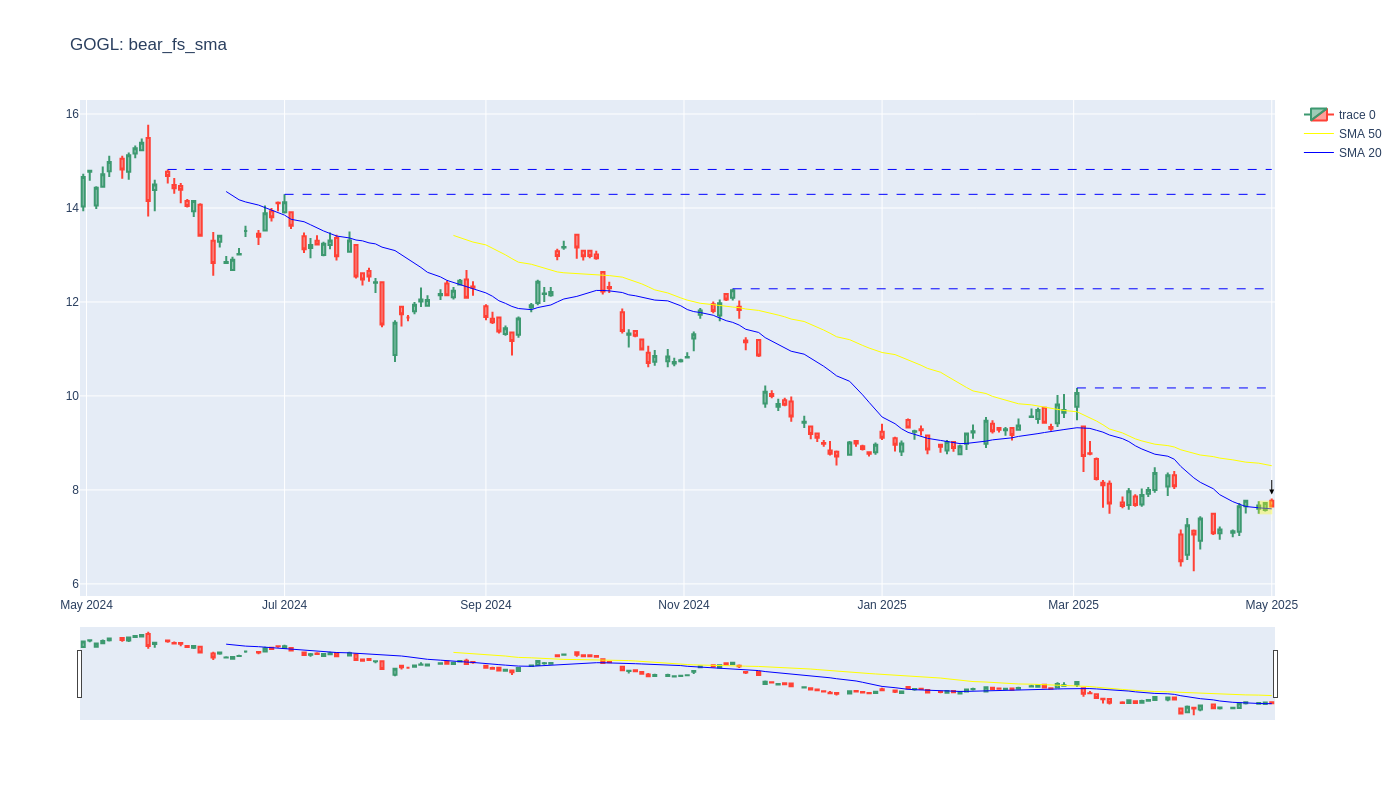 GOGL: bear_fs_sma
16
14
12
10
8
6
May 2024
Jul 2024
Sep 2024
Nov 2024
Jan 2025
Mar 2025
May 2025
trace 0
SMA 50
SMA 20